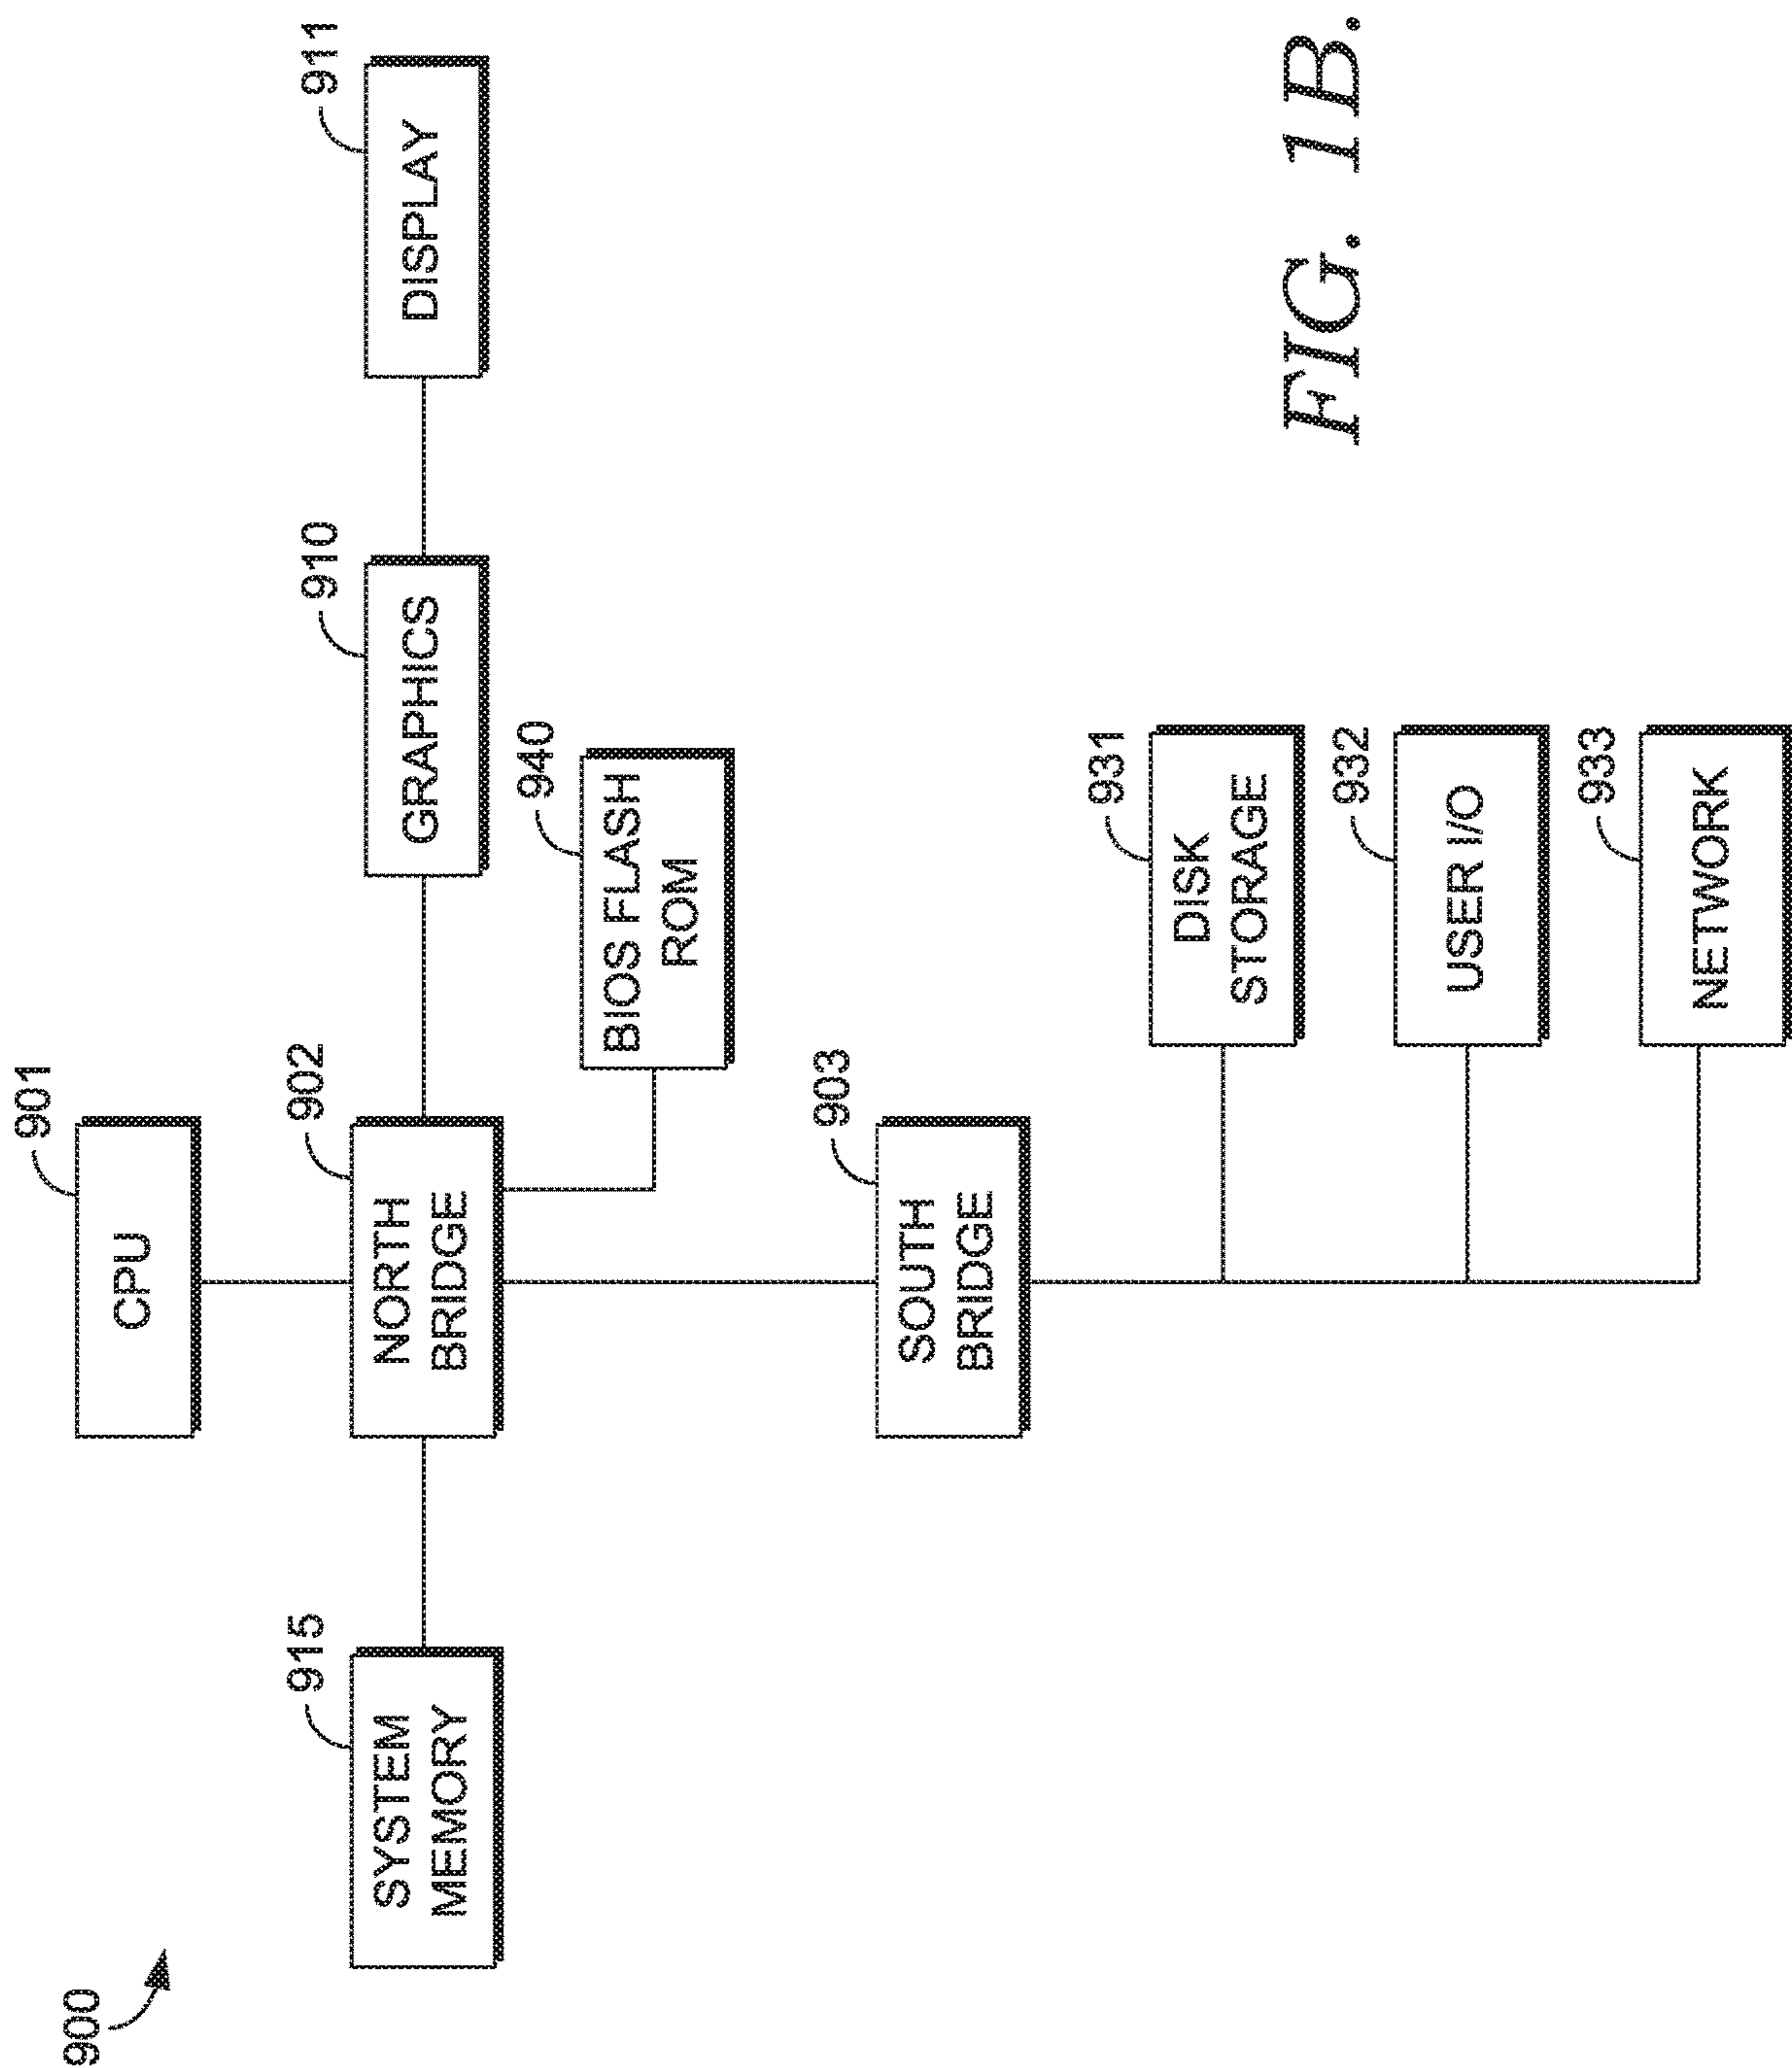 900
901
CPU
915
SYSTEM
MEMORY
902
NORTH
BRIDGE
910
GRAPHICS
911
DISPLAY
940
BIOS FLASH
ROM
903
SOUTH
BRIDGE
931
DISK
STORAGE
932
USER I/O
933
NETWORK
FIG. 1B.